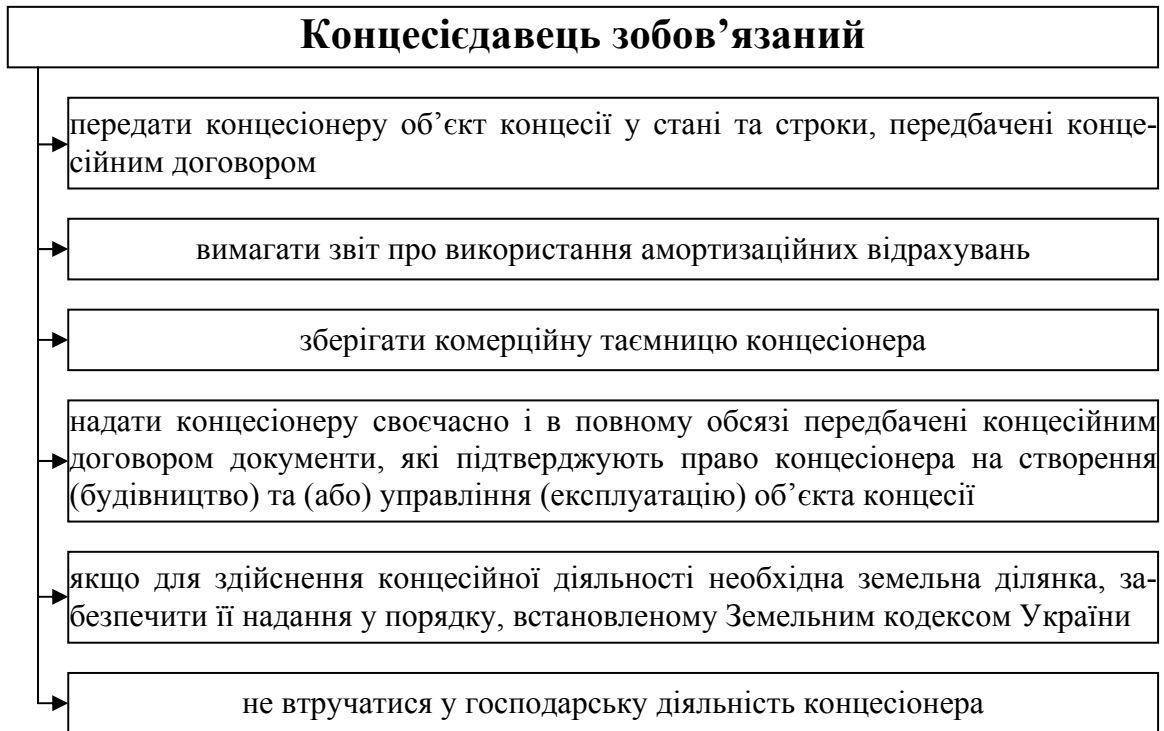 Концесієдавець зобов’язаний
передати концесіонеру об’єкт концесії у стані та строки, передбачені конце-
сійним договором
вимагати звіт про використання амортизаційних відрахувань
зберігати комерційну таємницю концесіонера
надати концесіонеру своєчасно і в повному обсязі передбачені концесійним
договором документи, які підтверджують право концесіонера на створення
(будівництво) та (або) управління (експлуатацію) об’єкта концесії
якщо для здійснення концесійної діяльності необхідна земельна ділянка, за-
безпечити її надання у порядку, встановленому Земельним кодексом України
не втручатися у господарську діяльність концесіонера